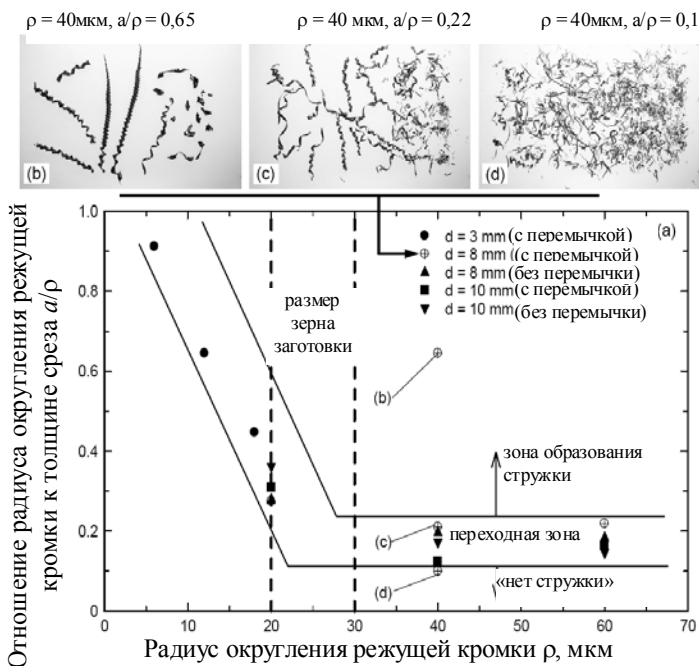 ρ = 40мкм, a/ρ = 0,65
ρ = 40 мкм, a/ρ = 0,22
ρ = 40мкм, a/ρ = 0,1
(b)
(c)
(d)
Отношение радиуса округления режущей
кромки к толщине среза a/ρ
1.0
0.8
0.6
0.4
0.2
0
(a)
d = 3 mm (с перемычкой)
d = 8 mm (с перемычкой)
d = 8 mm (без перемычки)
d = 10 mm (с перемычкой)
d = 10 mm (без перемычки)
размер
зерна
заготовки
(b)
зона образования
стружки
(c)
переходная зона
(d)
«нет стружки»
0 10 20 30 40 50 60 70
Радиус округления режущей кромки ρ, мкм